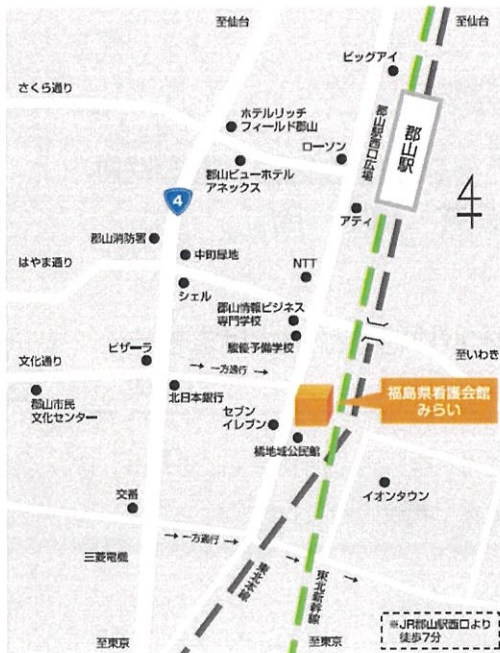 至仙台
至仙台
ビッグアイ
さくら通り
ホテルリッチ
フィールド郡山
ローソン
郡山駅西口広場
郡山駅
郡山ビューホテル
アネックス
4
4
アティ
郡山消防署
中町緑地
はやま通り
NTT
シェル
郡山情報ビジネス
専門学校
駿優予備学校
ピザーラ
文化通り
至いわき
→ 一方通行 →
北日本銀行
福島県看護会館
みらい
郡山市民
文化センター
セブン
イレブン
橘地域公民館
イオンタウン
交番
→ 一方通行 →
→
→
三菱電機
東北本線
東北新幹線
至東京
至東京
※JR郡山駅西口より
徒歩7分